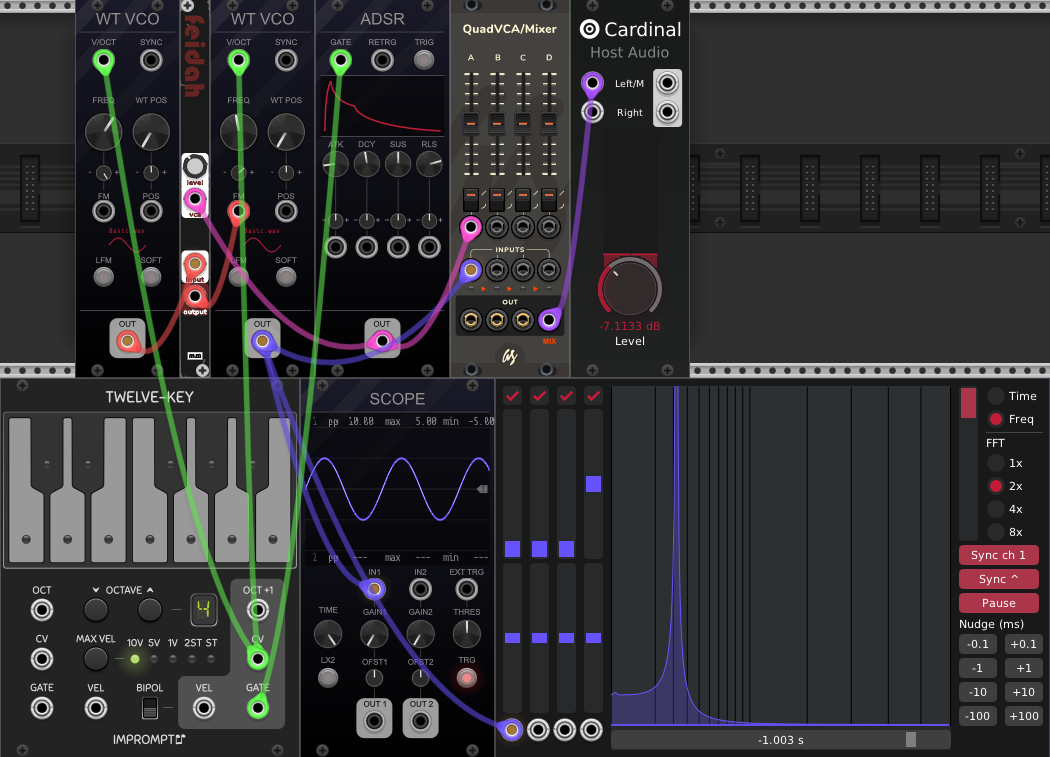 WT VCO
V/OCT SYNC
FREQ WT POS
FM POS
Basic.wav
LFM SOFT
OUT
feidah
level
vca
input
output
WT VCO
V/OCT SYNC
FREQ WT POS
FM POS
Basic.wav
LFM SOFT
OUT
ADSR
GATE RETRG TRIG
ATK DCY SUS RLS
OUT
QuadVCA/Mixer
A B C D
INPUTS
OUT
MIX
Cardinal
Host Audio
Left/M
Right
-7.1133 dB
Level
TWELVE-KEY
OCT OCTAVE 4 OCT +1
CV MAX VEL 10V 5V 1V 2ST ST CV
GATE VEL BIPOL VEL GATE
IMPROMPTU
SCOPE
1 pp 10.00 max 5.00 min -5.00
2 pp --- max --- min ---
IN1 IN2 EXT TRG
TIME GAIN1 GAIN2 THRES
LX2 OFST1 OFST2 TRG
OUT 1 OUT 2
-1.003 s
Time
Freq
FFT
1x
2x
4x
8x
Sync ch 1
Sync ^
Pause
Nudge (ms)
-0.1 +0.1
-1 +1
-10 +10
-100 +100